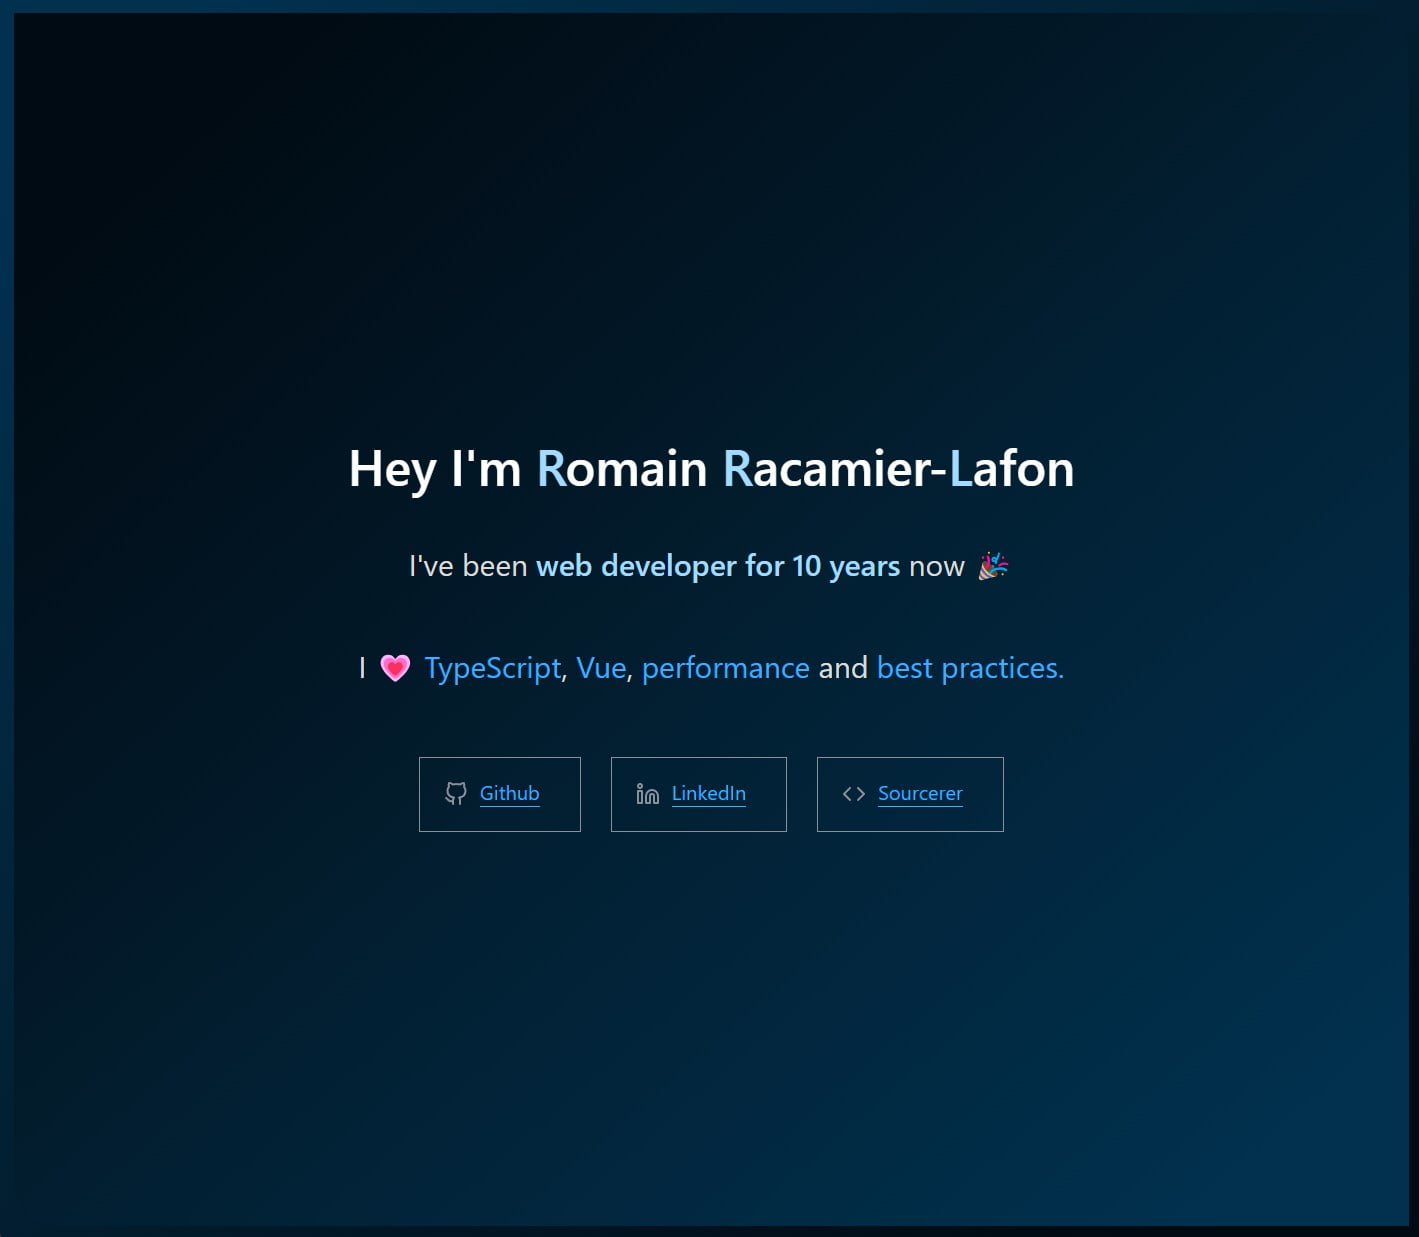 Hey I'm Romain Racamier-Lafon
I've been web developer for 10 years now 🎉
I 💗 TypeScript, Vue, performance and best practices.
Github
LinkedIn
Sourcerer